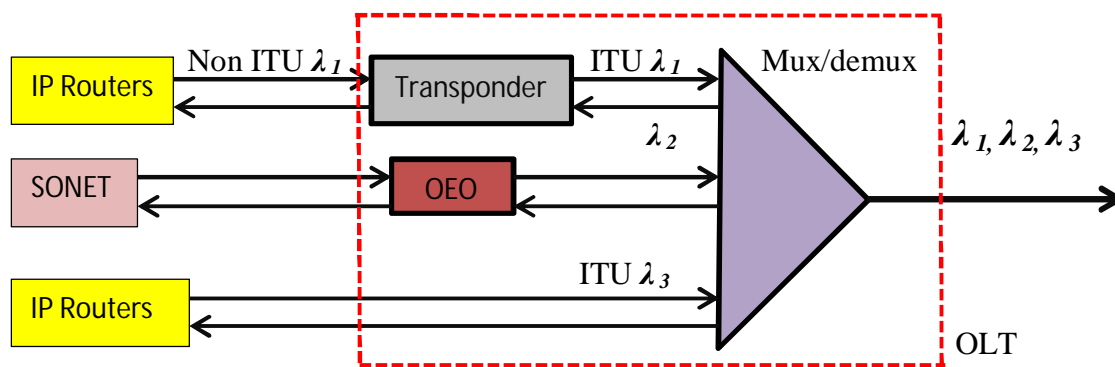 Non ITU λ1
ITU λ1
Mux/demux
IP Routers
Transponder
λ2
λ1, λ2, λ3
SONET
OEO
ITU λ3
IP Routers
OLT